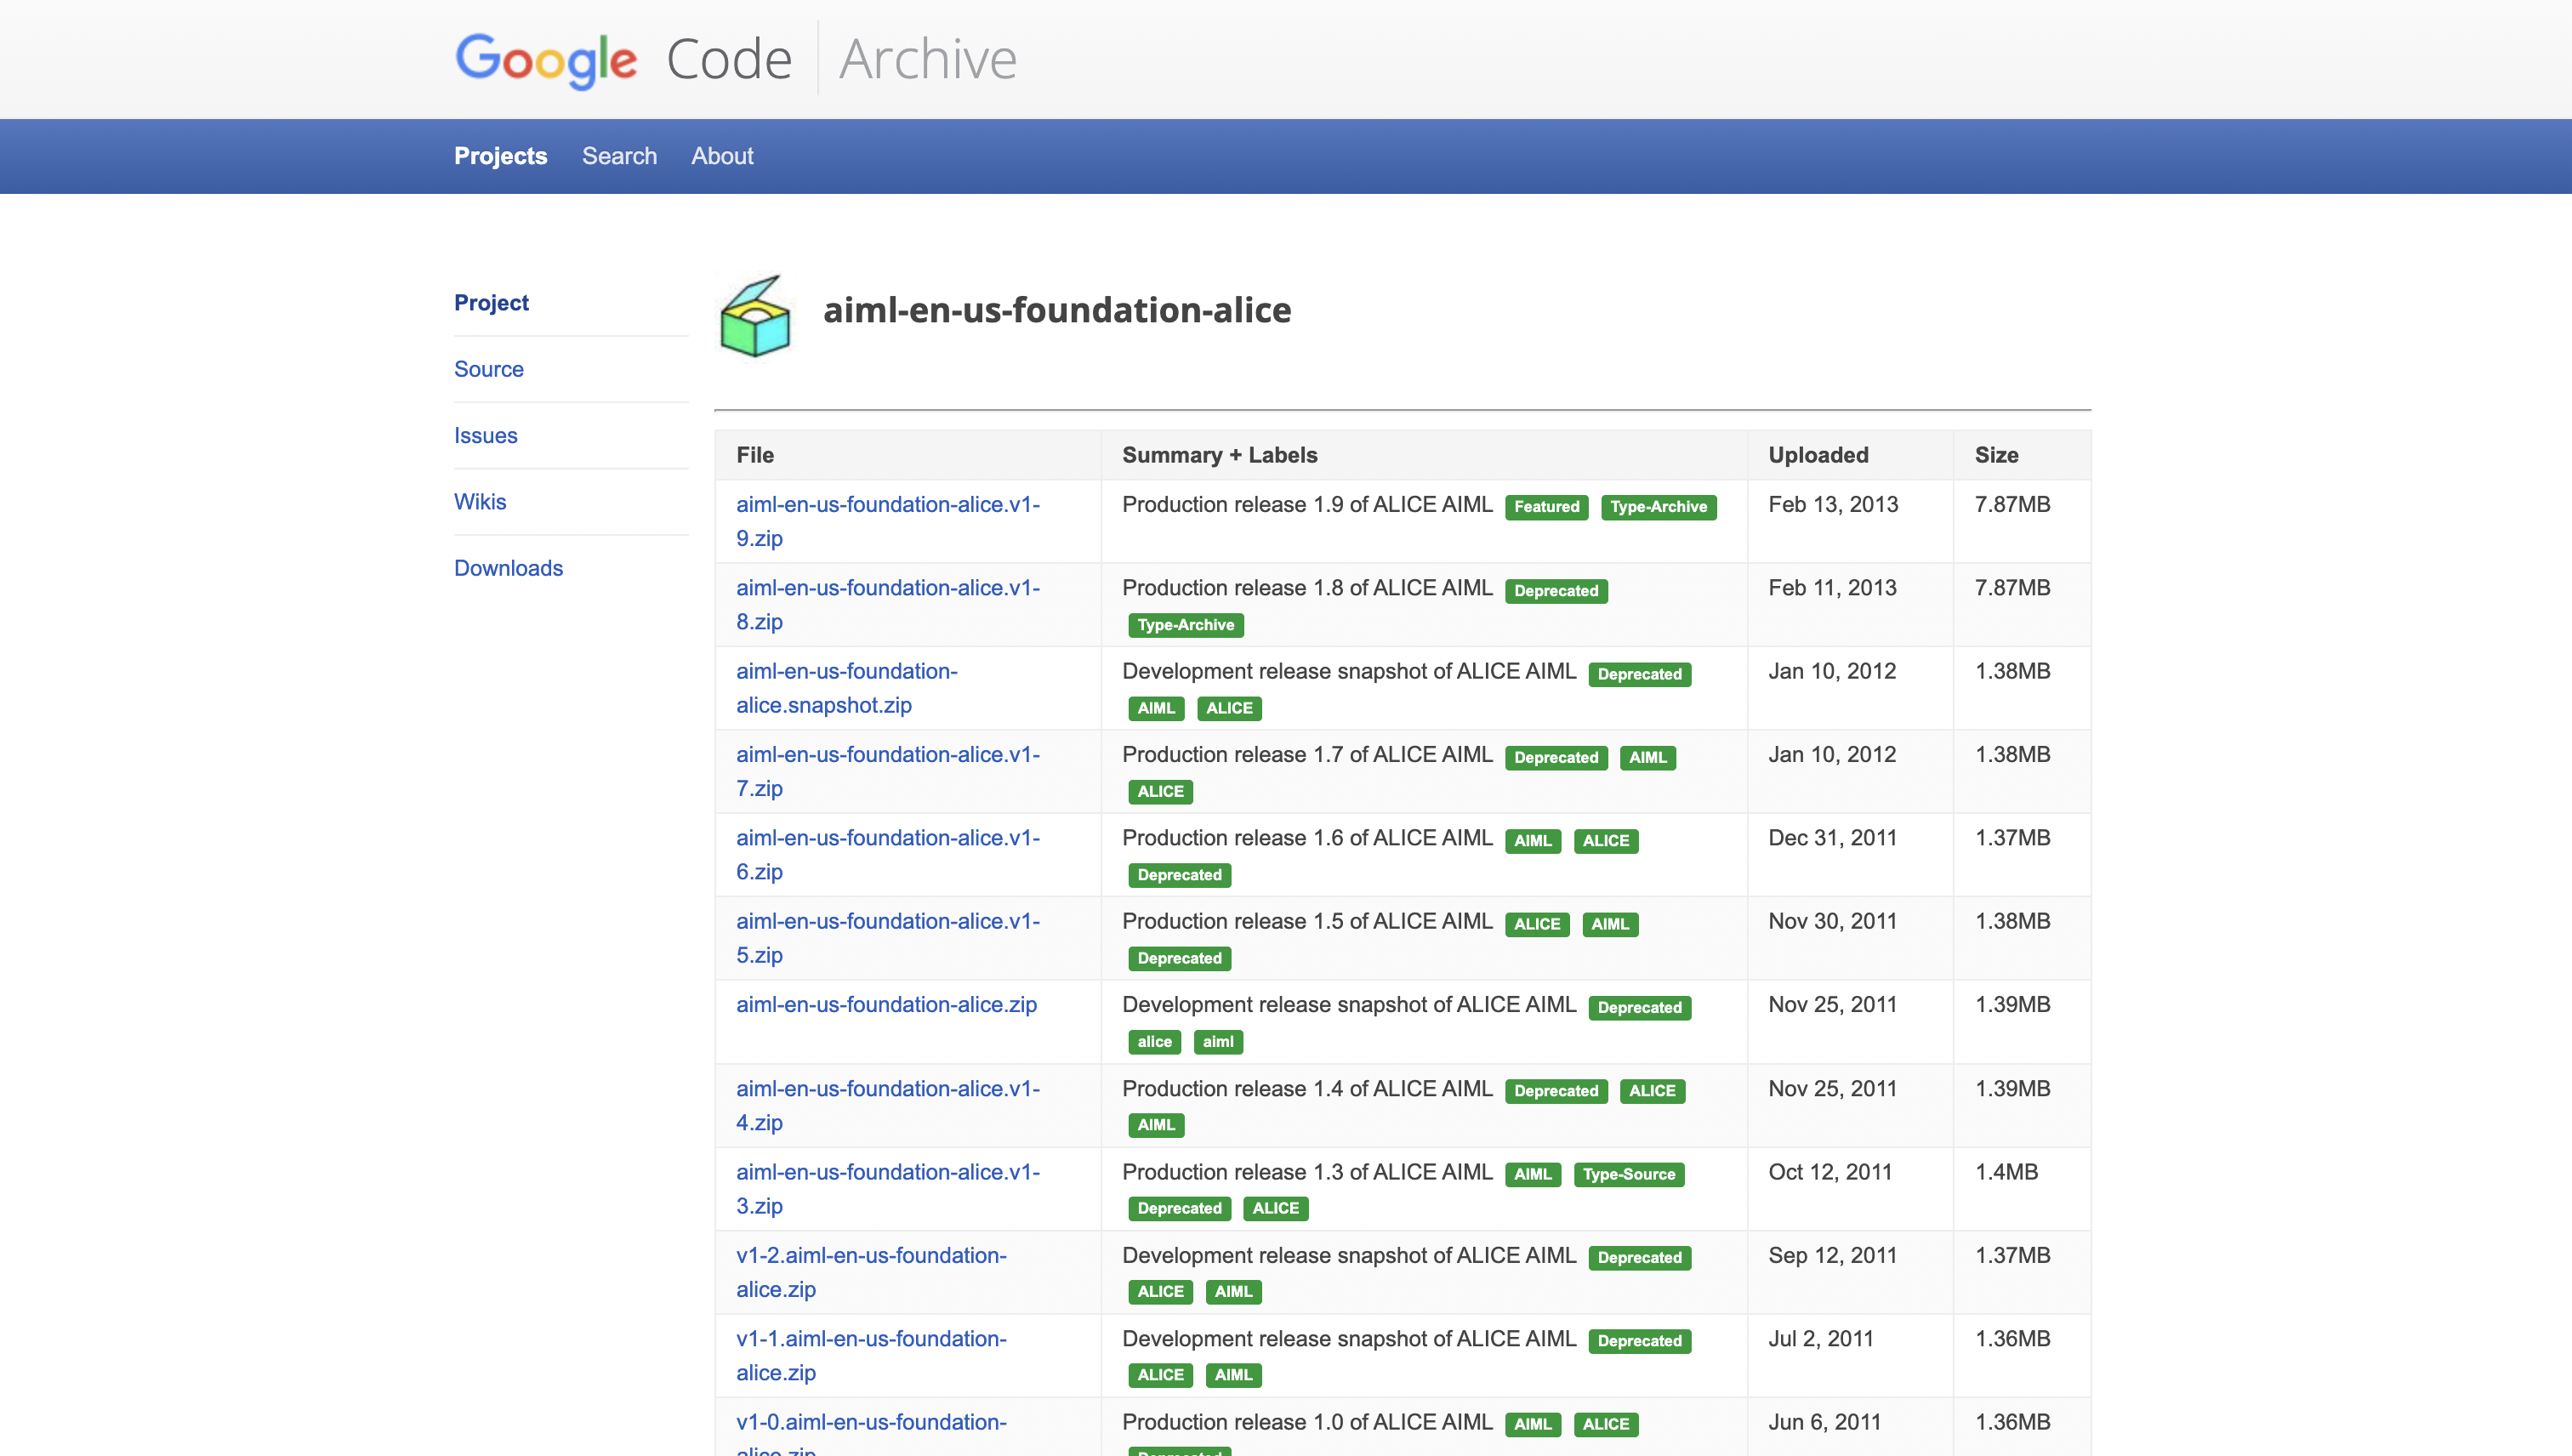 Google Code Archive
Projects Search About
Project
Source
Issues
Wikis
Downloads
aiml-en-us-foundation-alice
File Summary + Labels Uploaded Size
aiml-en-us-foundation-alice.v1- Production release 1.9 of ALICE AIML Featured Type-Archive Feb 13, 2013 7.87MB
9.zip
aiml-en-us-foundation-alice.v1- Production release 1.8 of ALICE AIML Deprecated Feb 11, 2013 7.87MB
8.zip Type-Archive
aiml-en-us-foundation- Development release snapshot of ALICE AIML Deprecated Jan 10, 2012 1.38MB
alice.snapshot.zip AIML ALICE
aiml-en-us-foundation-alice.v1- Production release 1.7 of ALICE AIML Deprecated AIML Jan 10, 2012 1.38MB
7.zip ALICE
aiml-en-us-foundation-alice.v1- Production release 1.6 of ALICE AIML AIML ALICE Dec 31, 2011 1.37MB
6.zip Deprecated
aiml-en-us-foundation-alice.v1- Production release 1.5 of ALICE AIML ALICE AIML Nov 30, 2011 1.38MB
5.zip Deprecated
aiml-en-us-foundation-alice.zip Development release snapshot of ALICE AIML Deprecated Nov 25, 2011 1.39MB
alice aiml
aiml-en-us-foundation-alice.v1- Production release 1.4 of ALICE AIML Deprecated ALICE Nov 25, 2011 1.39MB
4.zip AIML
aiml-en-us-foundation-alice.v1- Production release 1.3 of ALICE AIML AIML Type-Source Oct 12, 2011 1.4MB
3.zip Deprecated ALICE
v1-2.aiml-en-us-foundation- Development release snapshot of ALICE AIML Deprecated Sep 12, 2011 1.37MB
alice.zip ALICE AIML
v1-1.aiml-en-us-foundation- Development release snapshot of ALICE AIML Deprecated Jul 2, 2011 1.36MB
alice.zip ALICE AIML
v1-0.aiml-en-us-foundation- Production release 1.0 of ALICE AIML AIML ALICE Jun 6, 2011 1.36MB
alice.zip Deprecated